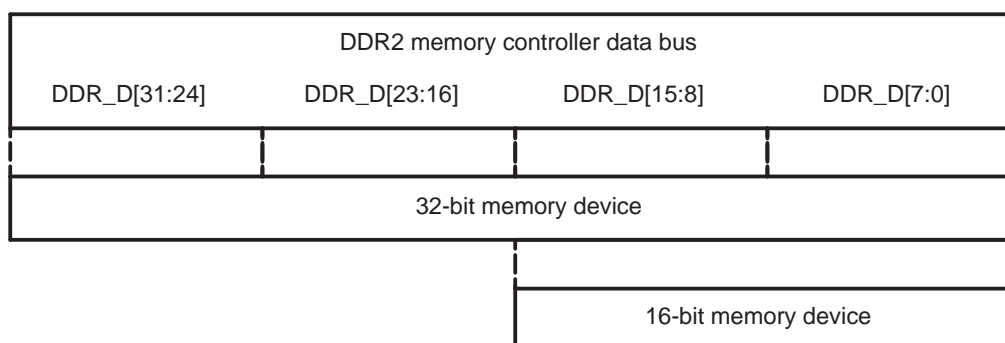 DDR2 memory controller data bus
DDR_D[31:24] DDR_D[23:16] DDR_D[15:8] DDR_D[7:0]
32-bit memory device
16-bit memory device